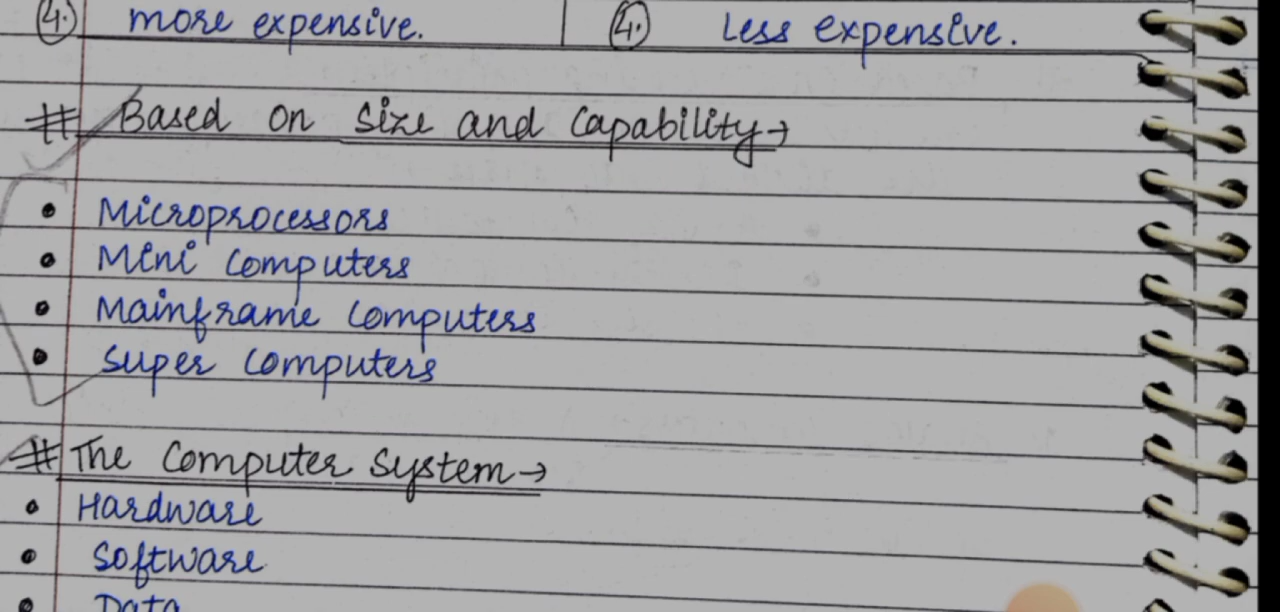 4. more expensive. 4. Less expensive.
# Based on Size and Capability→
• Microprocessors
• Mini Computers
• Mainframe Computers
• Super Computers
# The Computer System→
• Hardware
• Software
• Data